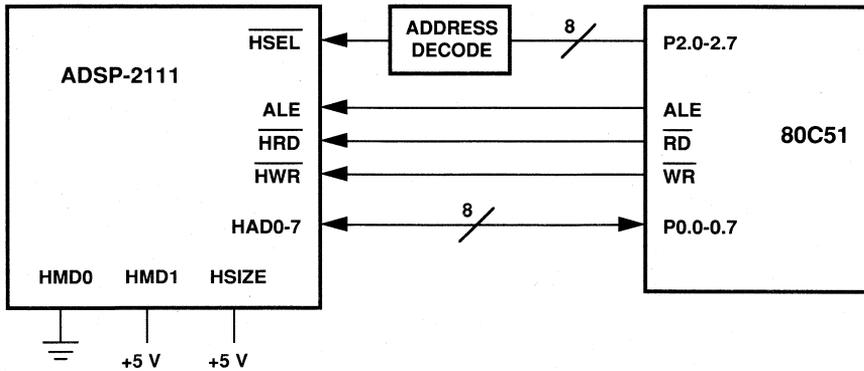 HSEL
ADDRESS
DECODE
8
P2.0-2.7
ADSP-2111
ALE
ALE
HRD
RD
80C51
HWR
WR
HAD0-7
8
P0.0-0.7
HMD0
HMD1
HSIZE
+5 V
+5 V